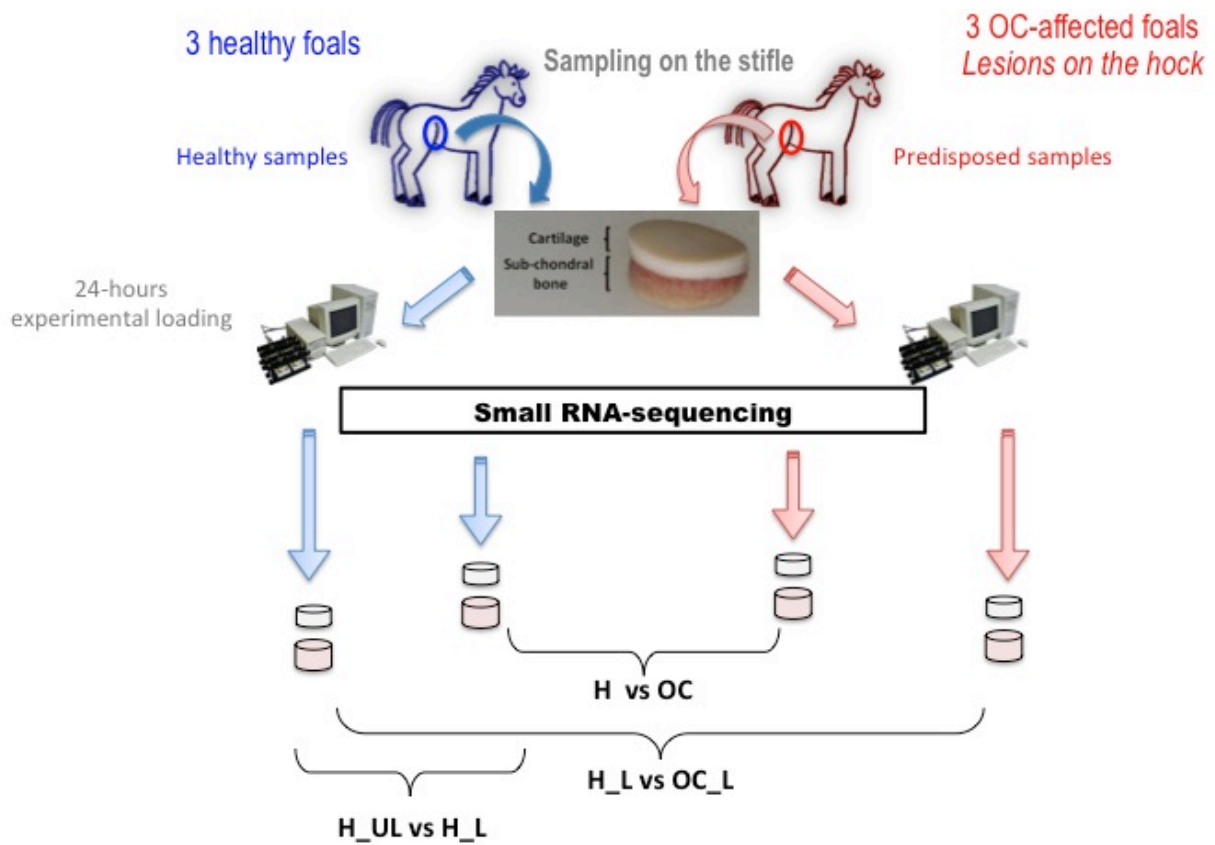 3 healthy foals
Sampling on the stifle
3 OC-affected foals
Lesions on the hock
Healthy samples
Predisposed samples
Cartilage
Sub-chondral
bone
24-hours
experimental loading
Small RNA-sequencing
H vs OC
H_L vs OC_L
H_UL vs H_L